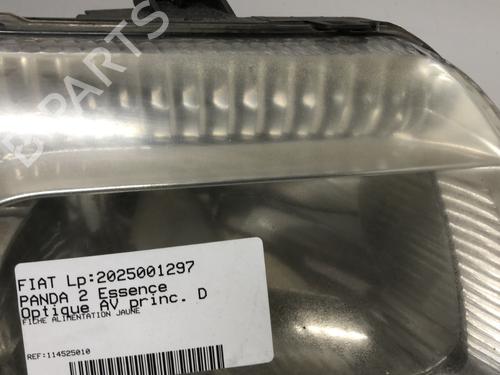 B PARTS
FIAT Lp:2025001297
PANDA 2 Essence
Optique AV princ. D
FICHE ALIMENTATION JAUNE
REF:114525010